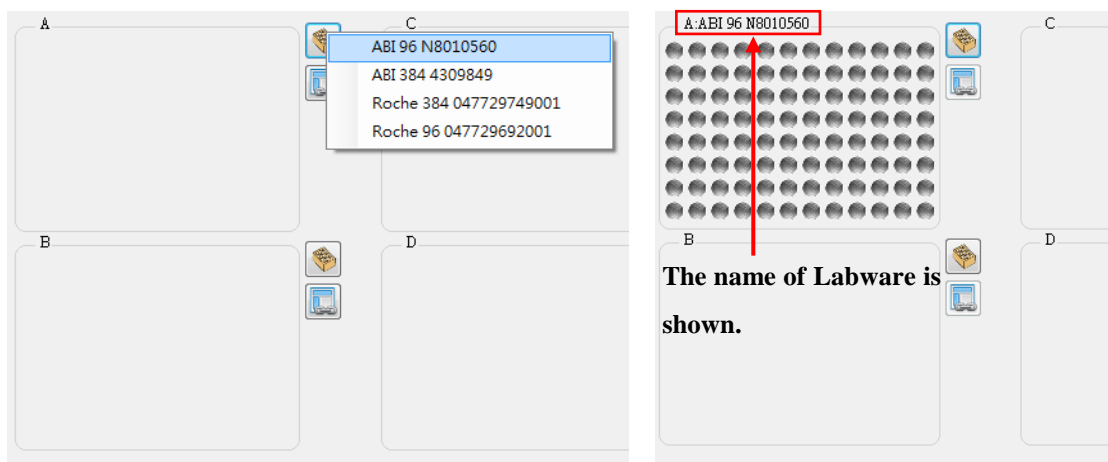 A
C
ABI 96 N8010560
ABI 384 4309849
Roche 384 047729749001
Roche 96 047729692001
B
D
A:ABI 96 N8010560
C
B
D
The name of Labware is
shown.